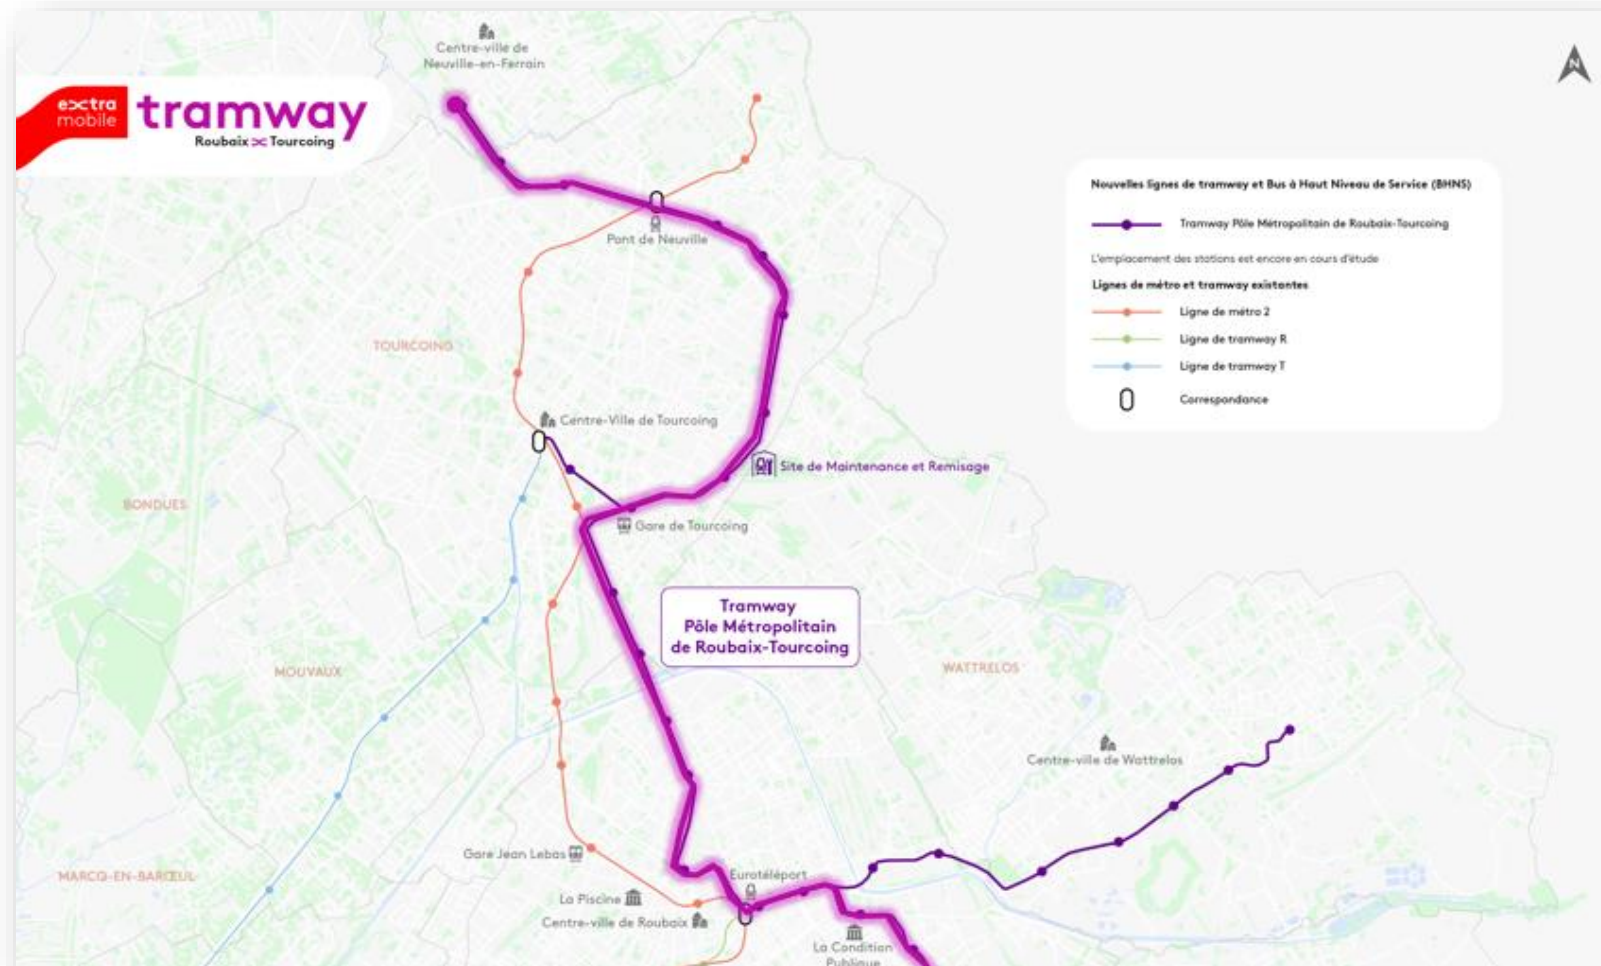 Centre-ville de
Neuville-en-Ferrain
N
extra
mobile
tramway
Roubaix Tourcoing
Nouvelles lignes de tramway et Bus à Haut Niveau de Service (BHNS)
Tramway Pôle Métropolitain de Roubaix-Tourcoing
L'emplacement des stations est encore en cours d'étude
Lignes de métro et tramway existantes
Ligne de métro 2
Ligne de tramway R
Ligne de tramway T
Correspondance
Pont de Neuville
TOURCOING
Centre-Ville de Tourcoing
Site de Maintenance et Remisage
BONDUES
Gare de Tourcoing
Tramway
Pôle Métropolitain
de Roubaix-Tourcoing
MOUVAUX
WATTRELOS
Centre-ville de Wattrelos
Gare Jean Lebas
MARCQ-EN-BARŒUL
Eurotéléport
La Piscine
Centre-ville de Roubaix
La Condition
Publique